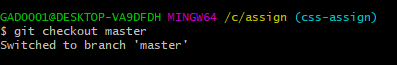 GAD0001@DESKTOP-VA9DFDH MINGW64 /c/assign (css-assign)
$ git checkout master
Switched to branch 'master'